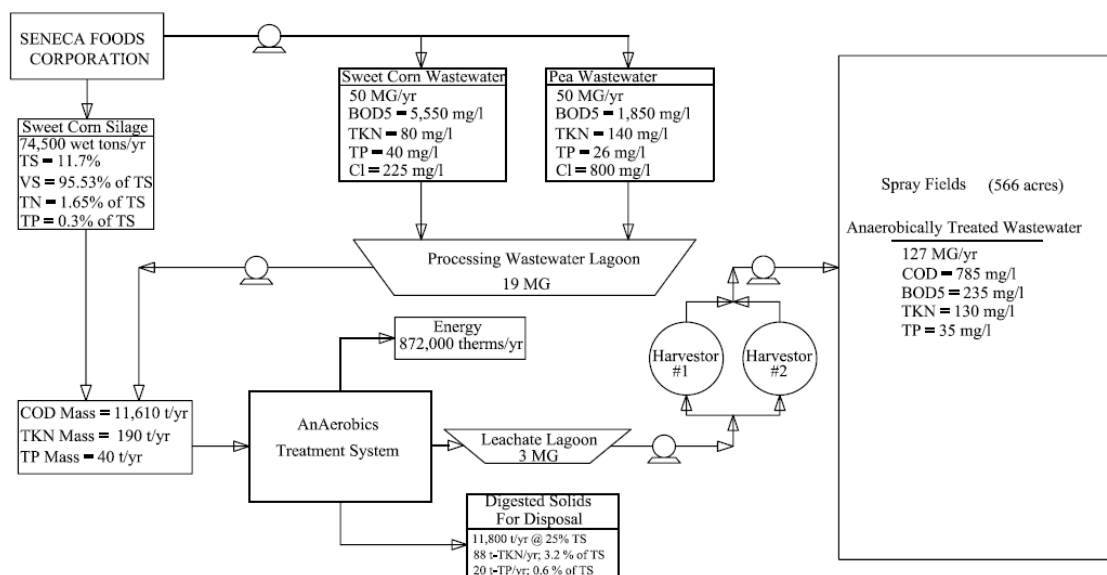 SENECA FOODS
CORPORATION
Sweet Corn Silage
74,500 wet tons/yr
TS = 11.7%
VS = 95.53% of TS
TN = 1.65% of TS
TP = 0.3% of TS
Sweet Corn Wastewater
50 MG/yr
BOD5 = 5,550 mg/l
TKN = 80 mg/l
TP = 40 mg/l
Cl = 225 mg/l
Pea Wastewater
50 MG/yr
BOD5 = 1,850 mg/l
TKN = 140 mg/l
TP = 26 mg/l
Cl = 800 mg/l
Processing Wastewater Lagoon
19 MG
Energy
872,000 therms/yr
COD Mass = 11,610 t/yr
TKN Mass = 190 t/yr
TP Mass = 40 t/yr
AnAerobics
Treatment System
Leachate Lagoon
3 MG
Digested Solids
For Disposal
11,800 t/yr @ 25% TS
88 t-TKN/yr; 3.2 % of TS
20 t-TP/yr; 0.6 % of TS
Harvestor
#1
Harvestor
#2
Spray Fields (566 acres)
Anaerobically Treated Wastewater
127 MG/yr
COD = 785 mg/l
BOD5 = 235 mg/l
TKN = 130 mg/l
TP = 35 mg/l